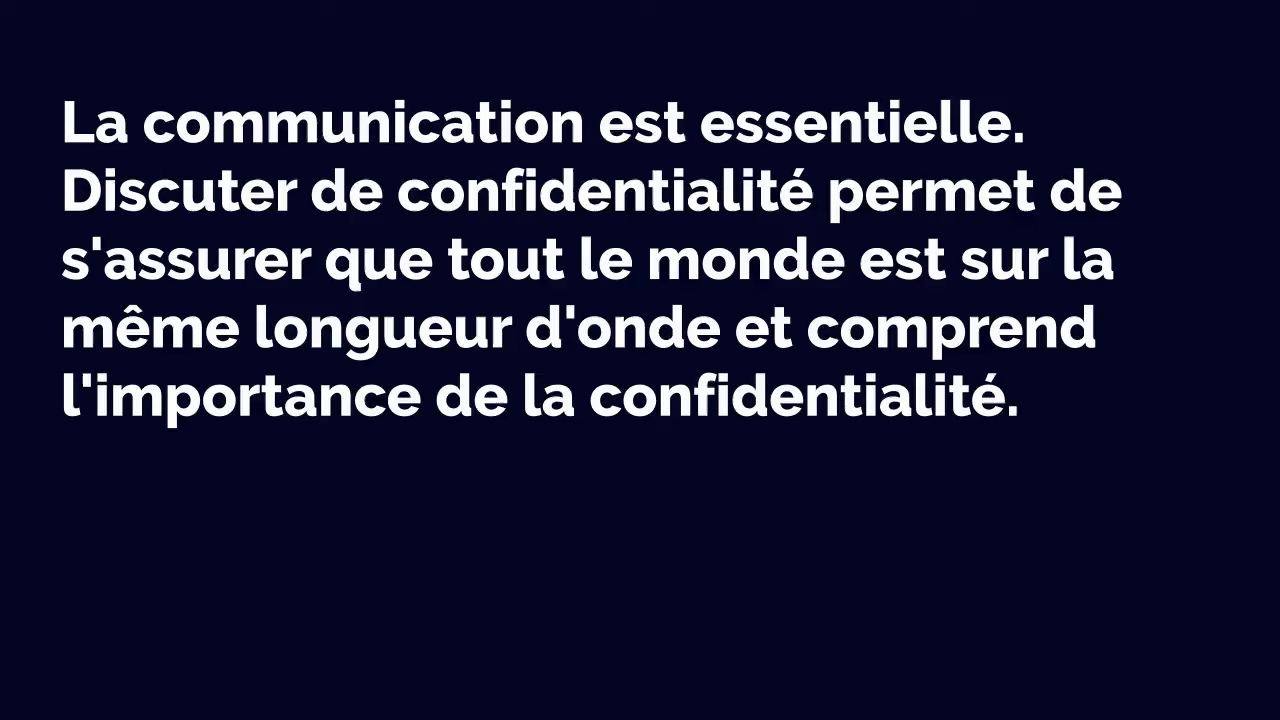 La communication est essentielle.
Discuter de confidentialité permet de
s'assurer que tout le monde est sur la
même longueur d'onde et comprend
l'importance de la confidentialité.